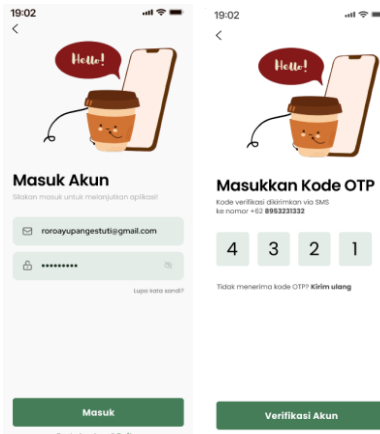 19:02
Hello!
Masuk Akun
Silakan masuk untuk melanjutkan aplikasi!
roroayupangestuti@gmail.com
•••••••••
Lupa kata sandi?
Masuk
19:02
Hello!
Masukkan Kode OTP
Kode verifikasi dikirimkan via SMS
ke nomor +62 8953231332
4 3 2 1
Tidak menerima kode OTP? Kirim ulang
Verifikasi Akun